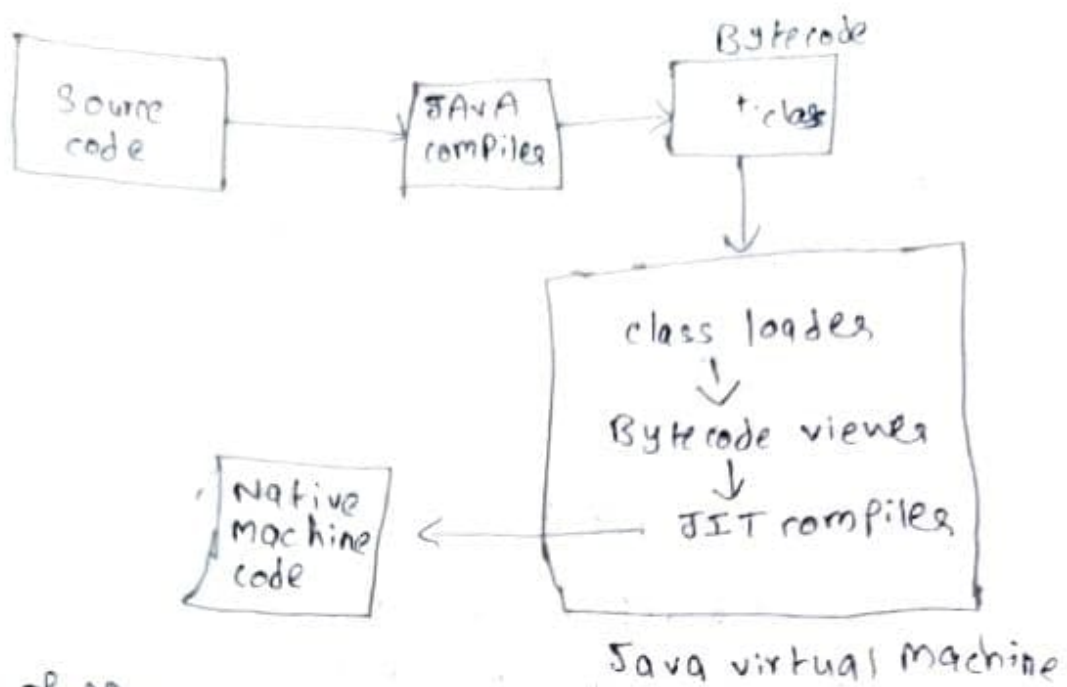 Bytecode
Source
code
JAVA
compiler
*.class
class loader
Bytecode viewer
JIT compiler
Native
machine
code
Java virtual machine